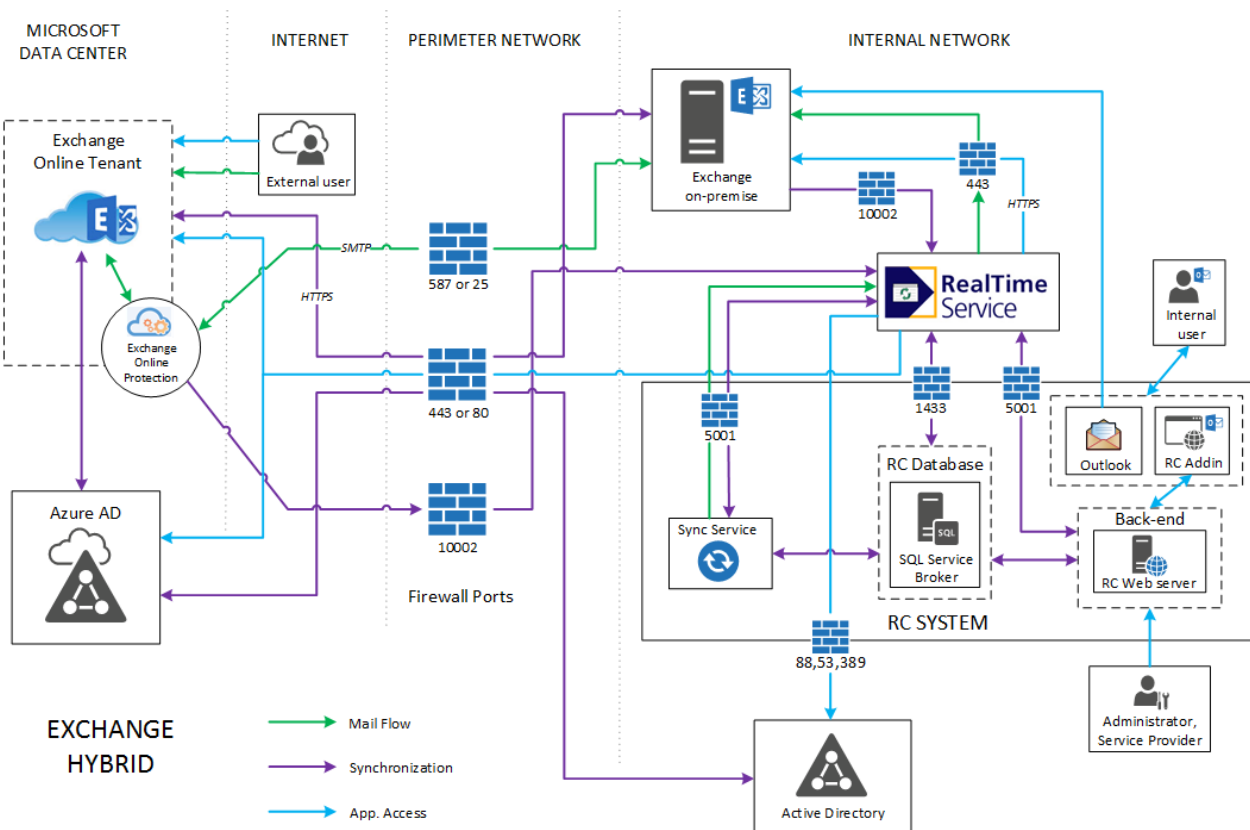 MICROSOFT
DATA CENTER
INTERNET
PERIMETER NETWORK
INTERNAL NETWORK
Exchange
Online Tenant
External user
Exchange
on-premise
10002
443
HTTPS
SMTP
587 or 25
HTTPS
RealTime
Service
Internal
user
Exchange
Online
Protection
443 or 80
5001
1433
5001
Outlook
RC Addin
RC Database
SQL
SQL Service
Broker
Back-end
RC Web server
Sync Service
Azure AD
10002
Firewall Ports
RC SYSTEM
88,53,389
Administrator,
Service Provider
EXCHANGE
HYBRID
Mail Flow
Synchronization
App. Access
Active Directory